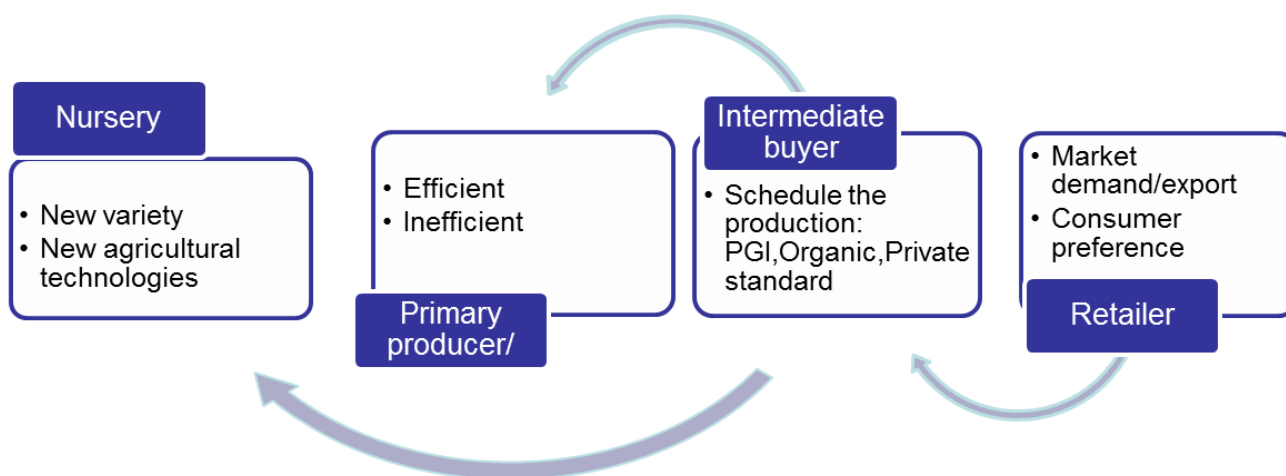 Nursery
• New variety
• New agricultural
technologies
• Efficient
• Inefficient
Primary
producer/
Intermediate
buyer
• Schedule the
production:
PGI,Organic,Private
standard
• Market
demand/export
• Consumer
preference
Retailer